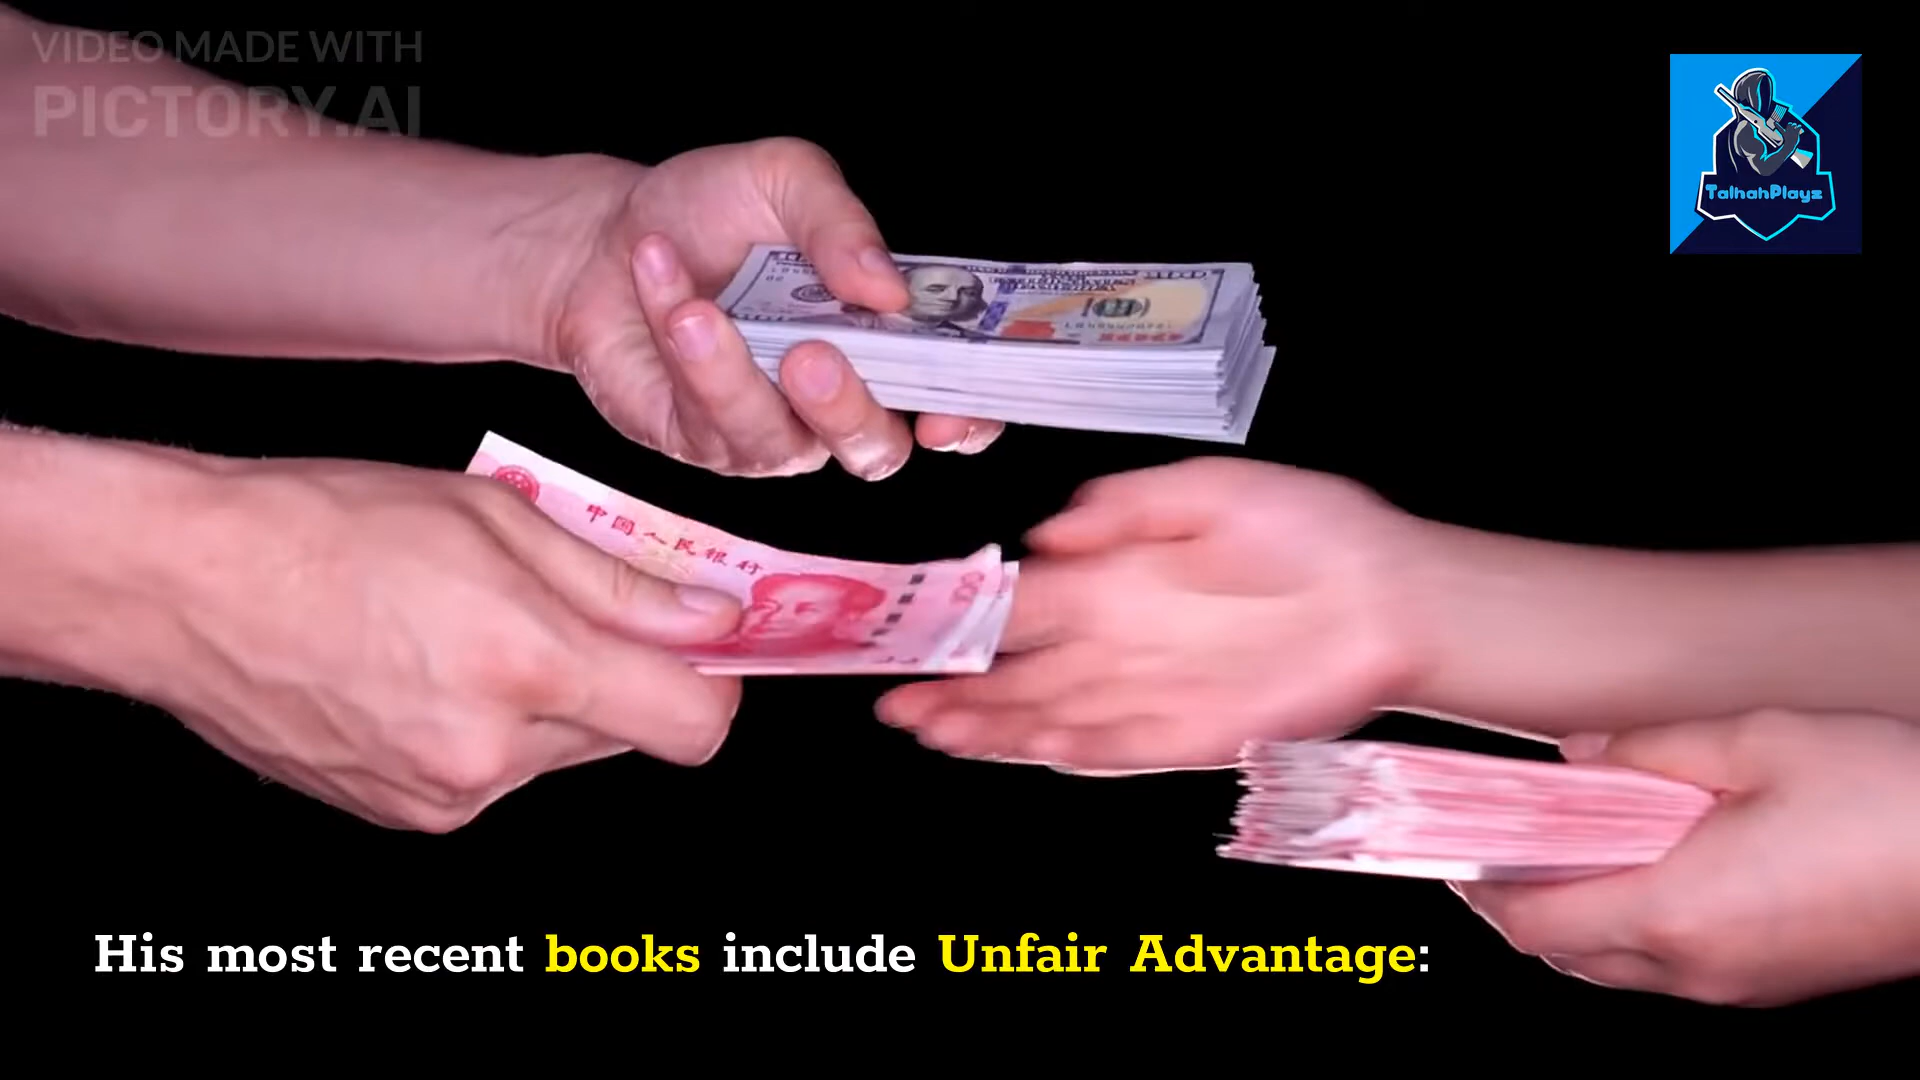 VIDEO MADE WITH
PICTORY.AI
TalhahPlayz
中国人民银行
His most recent books include Unfair Advantage: